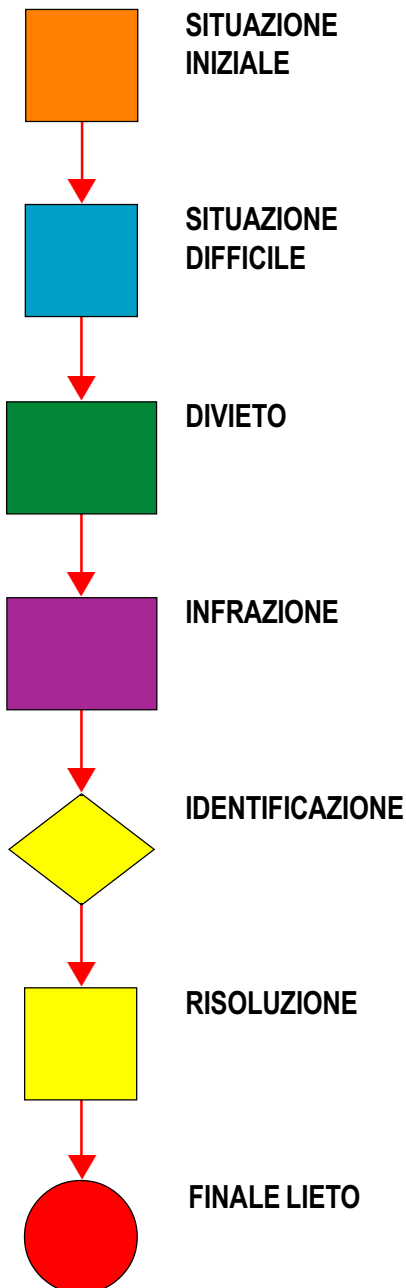 SITUAZIONE
INIZIALE
SITUAZIONE
DIFFICILE
DIVIETO
INFRAZIONE
IDENTIFICAZIONE
RISOLUZIONE
FINALE LIETO